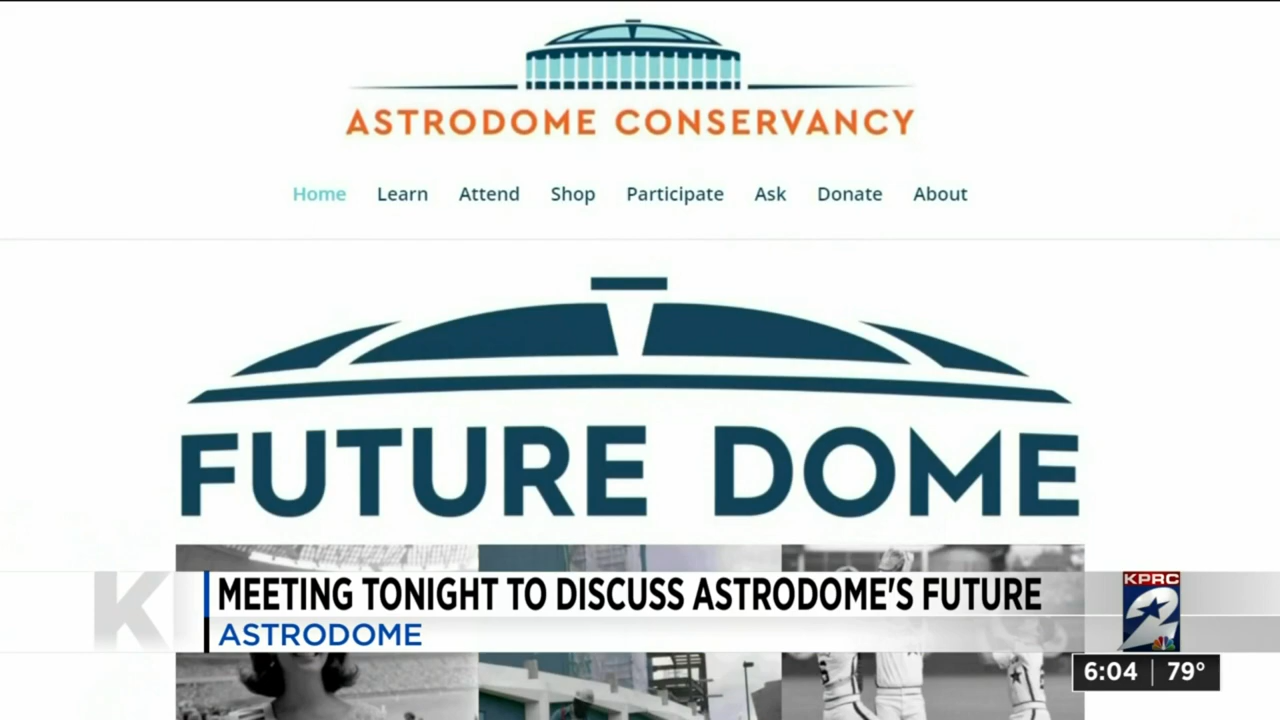 ASTRODOME CONSERVANCY
Home Learn Attend Shop Participate Ask Donate About
FUTURE DOME
K
MEETING TONIGHT TO DISCUSS ASTRODOME'S FUTURE
ASTRODOME
KPRC
2
6:04 79°